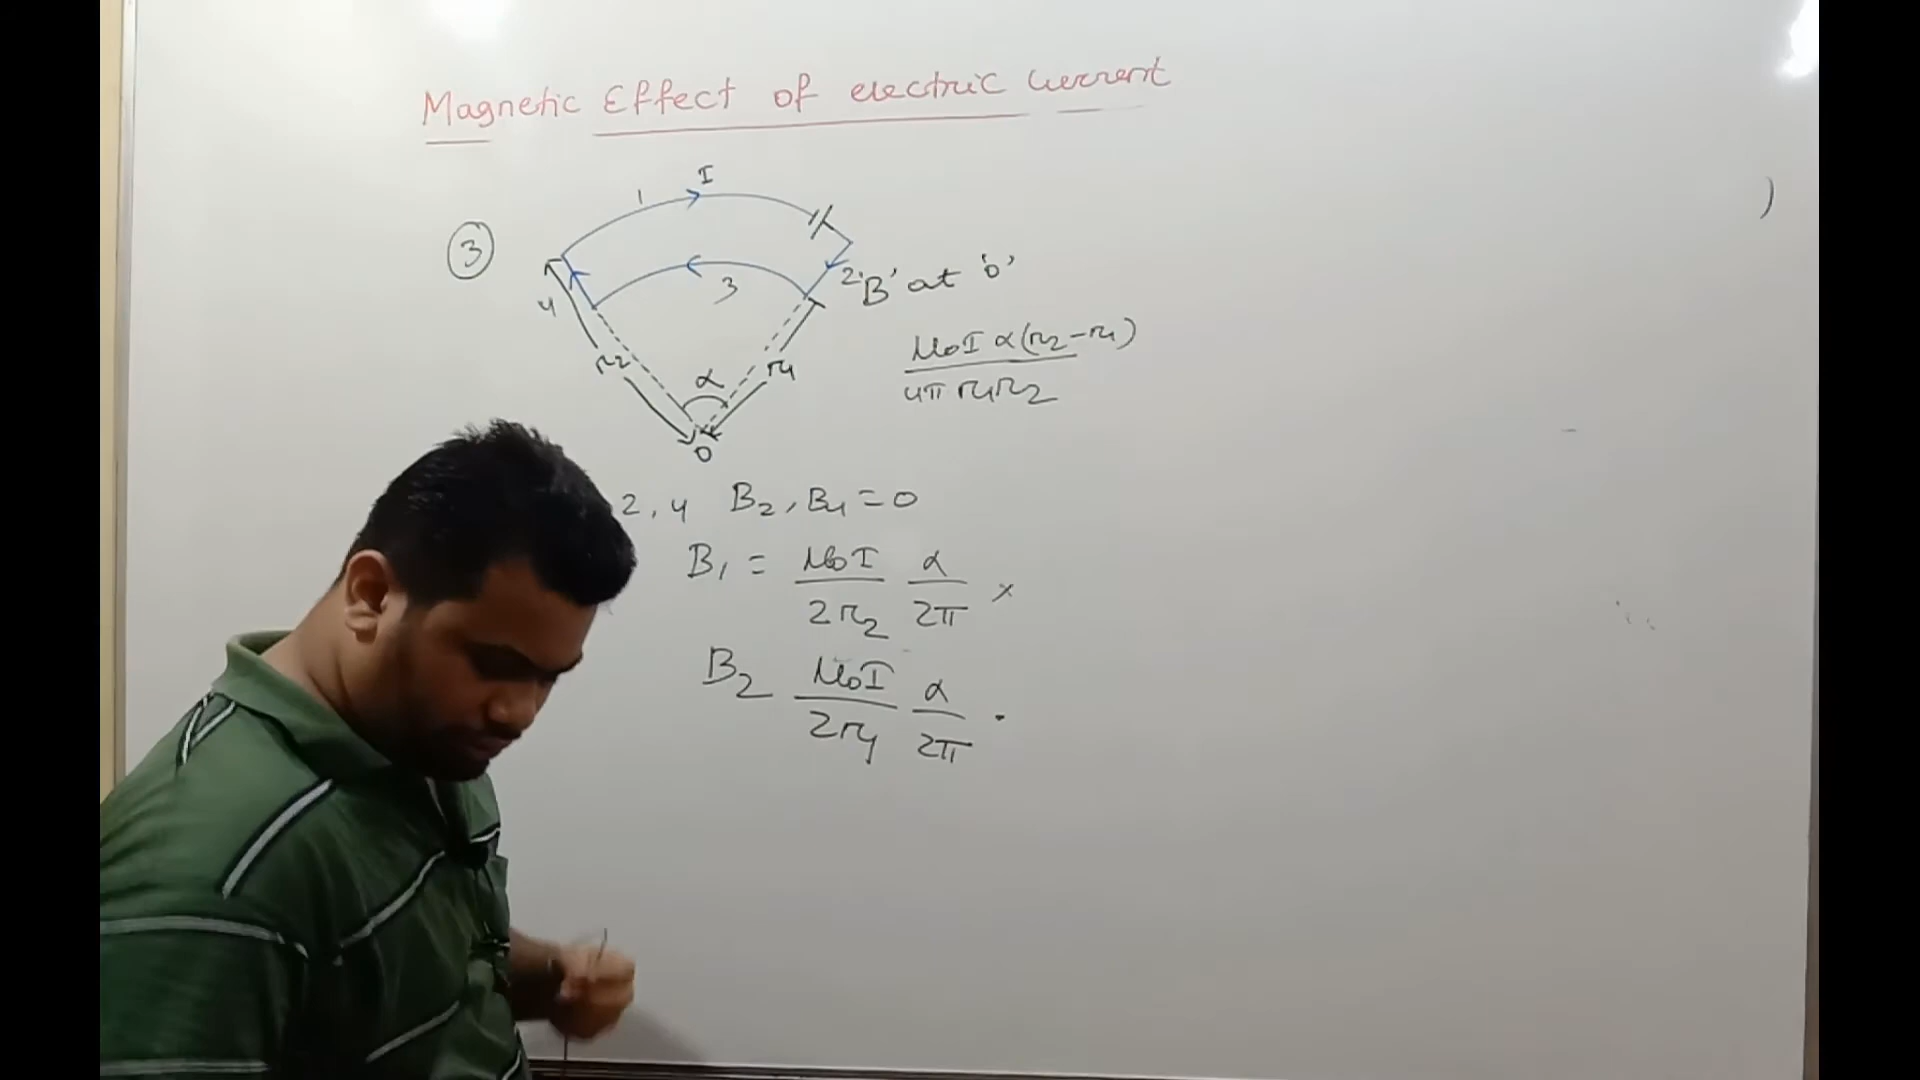 Magnetic Effect of electric current
3
1
I
2
'B' at 'o'
3
4
r2
r1
α
μ0I α(r2-r1)
4π r1r2
O
2, 4 B2, B4 = 0
B1 = μ0I/2r2 α/2π ×
B2 μ0I/2r1 α/2π ·
)